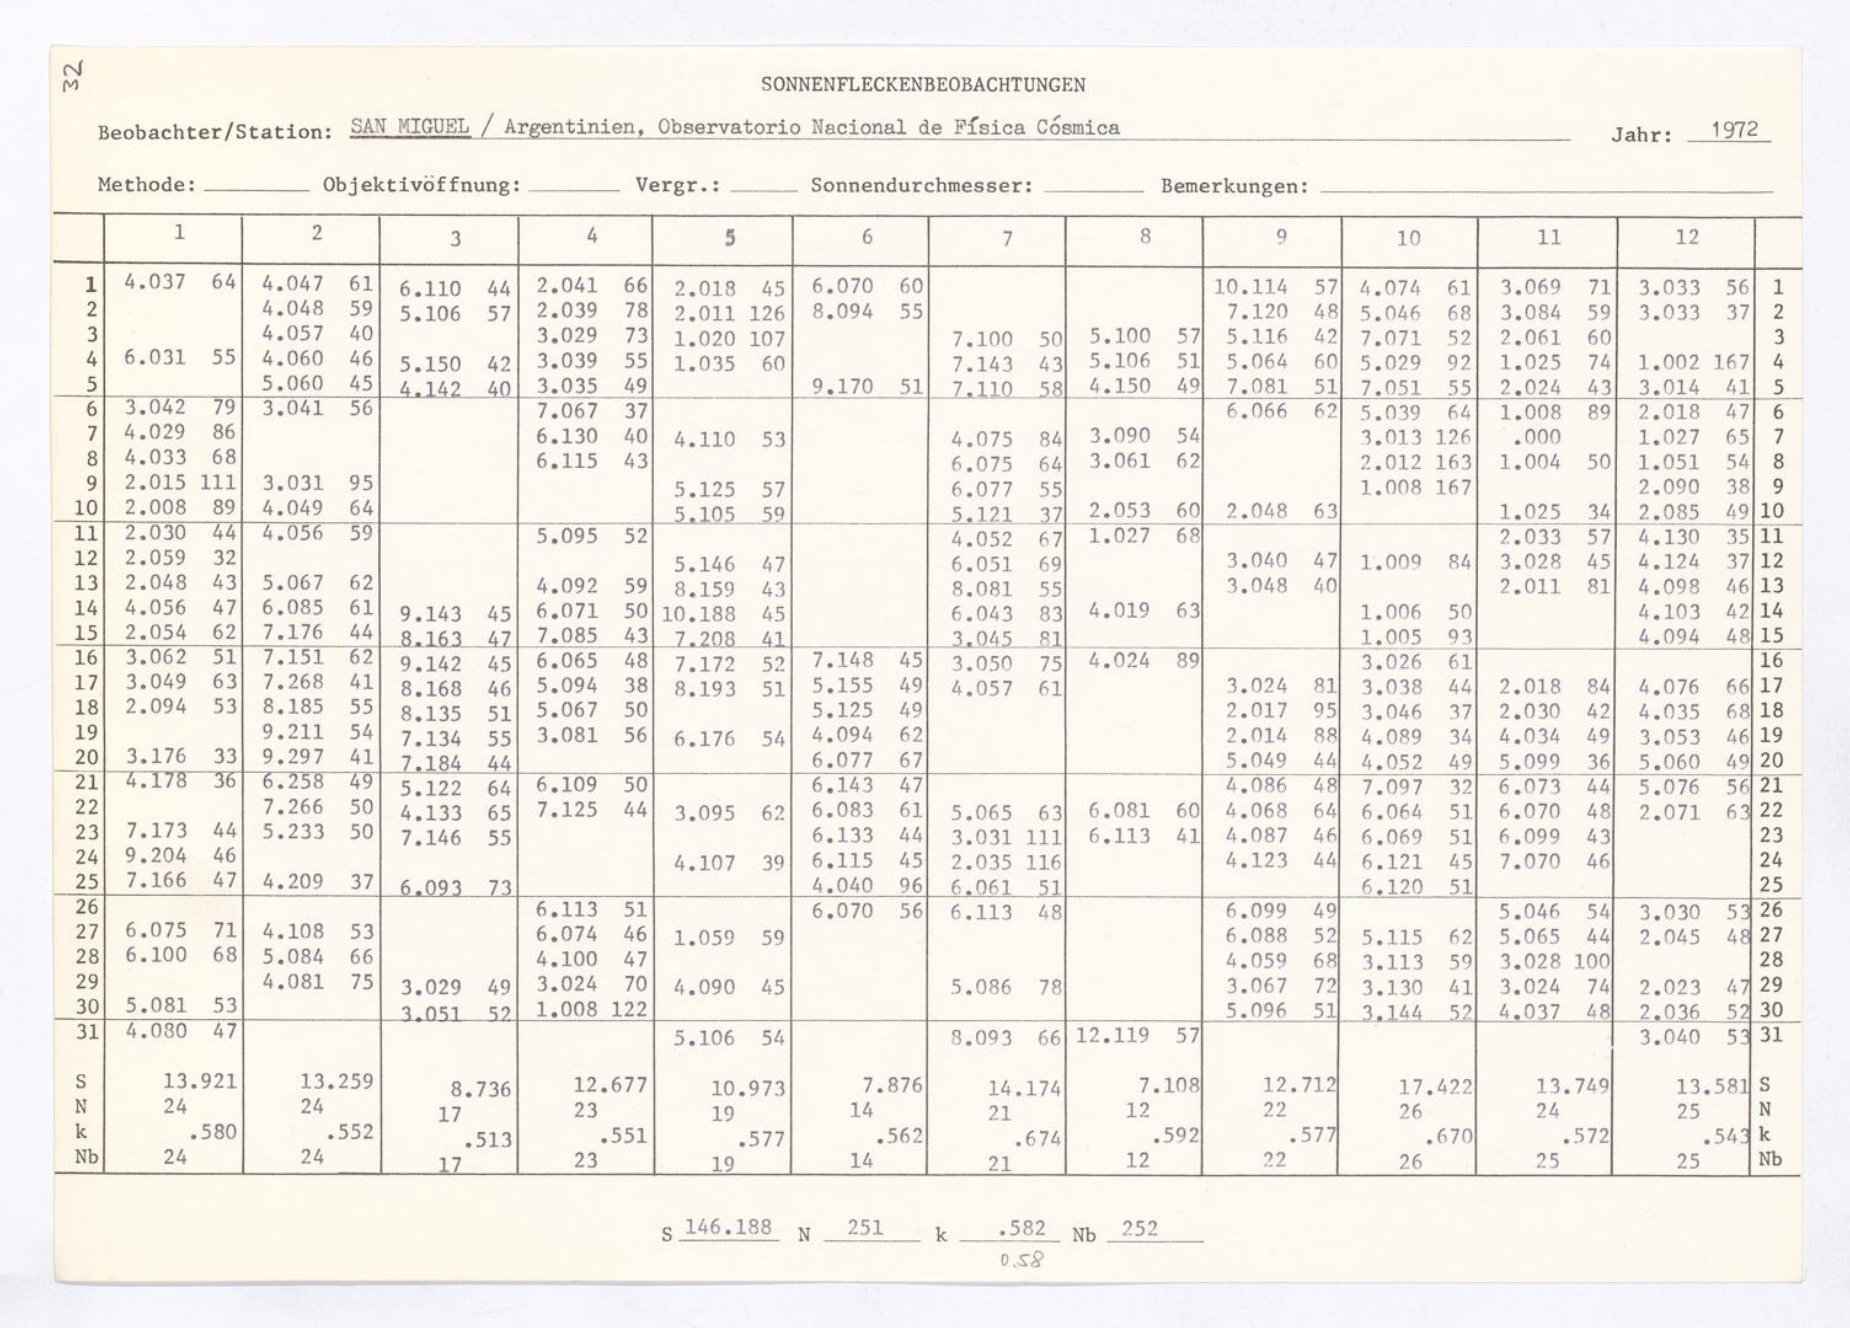 32
SONNENFLECKENBEOBACHTUNGEN
Beobachter/Station: SAN MIGUEL / Argentinien, Observatorio Nacional de Física Cósmica Jahr: 1972
Methode: Objektivöffnung: Vergr.: Sonnendurchmesser: Bemerkungen:
1 2 3 4 5 6 7 8 9 10 11 12
1 4.037 64 4.047 61 6.110 44 2.041 66 2.018 45 6.070 60 10.114 57 4.074 61 3.069 71 3.033 56 1
2 4.048 59 5.106 57 2.039 78 2.011 126 8.094 55 7.120 48 5.046 68 3.084 59 3.033 37 2
3 4.057 40 3.029 73 1.020 107 7.100 50 5.100 57 5.116 42 7.071 52 2.061 60 3
4 6.031 55 4.060 46 5.150 42 3.039 55 1.035 60 7.143 43 5.106 51 5.064 60 5.029 92 1.025 74 1.002 167 4
5 5.060 45 4.142 40 3.035 49 9.170 51 7.110 58 4.150 49 7.081 51 7.051 55 2.024 43 3.014 41 5
6 3.042 79 3.041 56 7.067 37 6.066 62 5.039 64 1.008 89 2.018 47 6
7 4.029 86 6.130 40 4.110 53 4.075 84 3.090 54 3.013 126 .000 1.027 65 7
8 4.033 68 6.115 43 6.075 64 3.061 62 2.012 163 1.004 50 1.051 54 8
9 2.015 111 3.031 95 5.125 57 6.077 55 1.008 167 2.090 38 9
10 2.008 89 4.049 64 5.105 59 5.121 37 2.053 60 2.048 63 1.025 34 2.085 49 10
11 2.030 44 4.056 59 5.095 52 4.052 67 1.027 68 2.033 57 4.130 35 11
12 2.059 32 5.146 47 6.051 69 3.040 47 1.009 84 3.028 45 4.124 37 12
13 2.048 43 5.067 62 4.092 59 8.159 43 8.081 55 3.048 40 2.011 81 4.098 46 13
14 4.056 47 6.085 61 9.143 45 6.071 50 10.188 45 6.043 83 4.019 63 1.006 50 4.103 42 14
15 2.054 62 7.176 44 8.163 47 7.085 43 7.208 41 3.045 81 1.005 93 4.094 48 15
16 3.062 51 7.151 62 9.142 45 6.065 48 7.172 52 7.148 45 3.050 75 4.024 89 3.026 61 16
17 3.049 63 7.268 41 8.168 46 5.094 38 8.193 51 5.155 49 4.057 61 3.024 81 3.038 44 2.018 84 4.076 66 17
18 2.094 53 8.185 55 8.135 51 5.067 50 5.125 49 2.017 95 3.046 37 2.030 42 4.035 68 18
19 9.211 54 7.134 55 3.081 56 6.176 54 4.094 62 2.014 88 4.089 34 4.034 49 3.053 46 19
20 3.176 33 9.297 41 7.184 44 6.077 67 5.049 44 4.052 49 5.099 36 5.060 49 20
21 4.178 36 6.258 49 5.122 64 6.109 50 6.143 47 4.086 48 7.097 32 6.073 44 5.076 56 21
22 7.266 50 4.133 65 7.125 44 3.095 62 6.083 61 5.065 63 6.081 60 4.068 64 6.064 51 6.070 48 2.071 63 22
23 7.173 44 5.233 50 7.146 55 6.133 44 3.031 111 6.113 41 4.087 46 6.069 51 6.099 43 23
24 9.204 46 4.107 39 6.115 45 2.035 116 4.123 44 6.121 45 7.070 46 24
25 7.166 47 4.209 37 6.093 73 4.040 96 6.061 51 6.120 51 25
26 6.113 51 6.070 56 6.113 48 6.099 49 5.046 54 3.030 53 26
27 6.075 71 4.108 53 6.074 46 1.059 59 6.088 52 5.115 62 5.065 44 2.045 48 27
28 6.100 68 5.084 66 4.100 47 4.059 68 3.113 59 3.028 100 28
29 4.081 75 3.029 49 3.024 70 4.090 45 5.086 78 3.067 72 3.130 41 3.024 74 2.023 47 29
30 5.081 53 3.051 52 1.008 122 5.096 51 3.144 52 4.037 48 2.036 52 30
31 4.080 47 5.106 54 8.093 66 12.119 57 3.040 53 31
S 13.921 13.259 8.736 12.677 10.973 7.876 14.174 7.108 12.712 17.422 13.749 13.581 S
N 24 24 17 23 19 14 21 12 22 26 24 25 N
k .580 .552 .513 .551 .577 .562 .674 .592 .577 .670 .572 .543 k
Nb 24 24 17 23 19 14 21 12 22 26 25 25 Nb
S 146.188 N 251 k .582 Nb 252
0.58